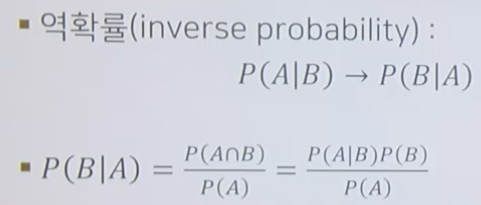 ▪ 역확률(inverse probability) :
P(A|B) → P(B|A)
▪ P(B|A) = P(A∩B)/P(A) = P(A|B)P(B)/P(A)